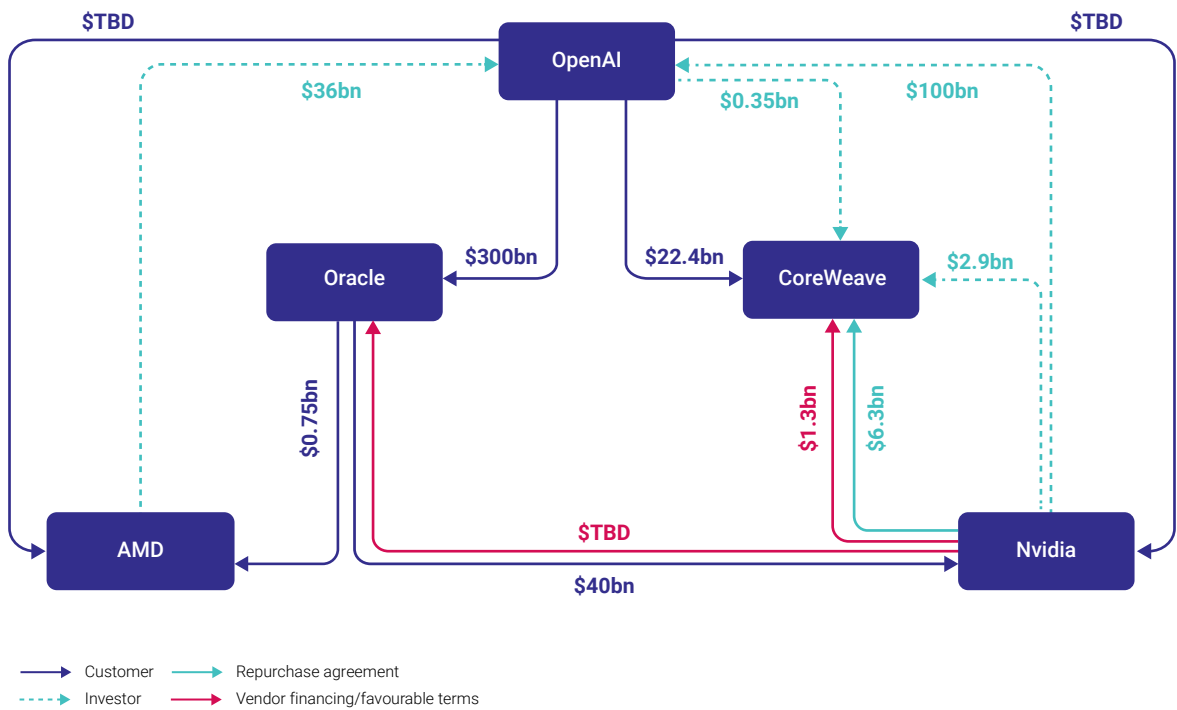 $TBD
$TBD
OpenAI
$36bn
$0.35bn
$100bn
$300bn
$22.4bn
$2.9bn
Oracle
CoreWeave
$0.75bn
$1.3bn
$6.3bn
$TBD
AMD
Nvidia
$40bn
Customer
Repurchase agreement
Investor
Vendor financing/favourable terms